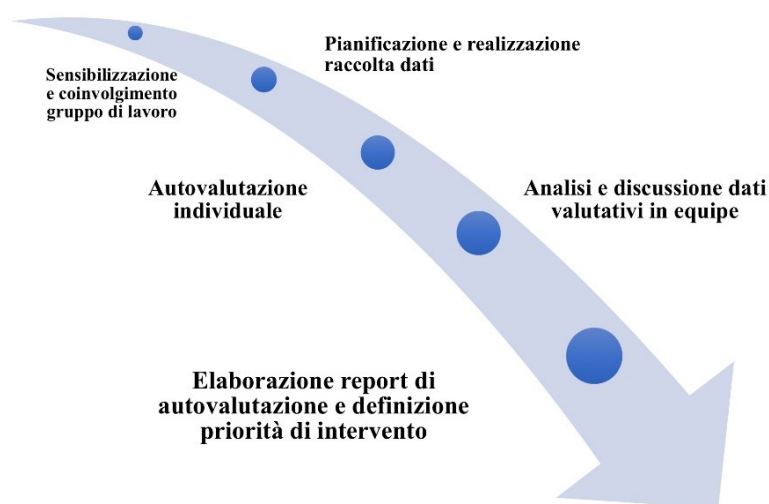 Sensibilizzazione
e coinvolgimento
gruppo di lavoro
Pianificazione e realizzazione
raccolta dati
Autovalutazione
individuale
Analisi e discussione dati
valutativi in equipe
Elaborazione report di
autovalutazione e definizione
priorità di intervento